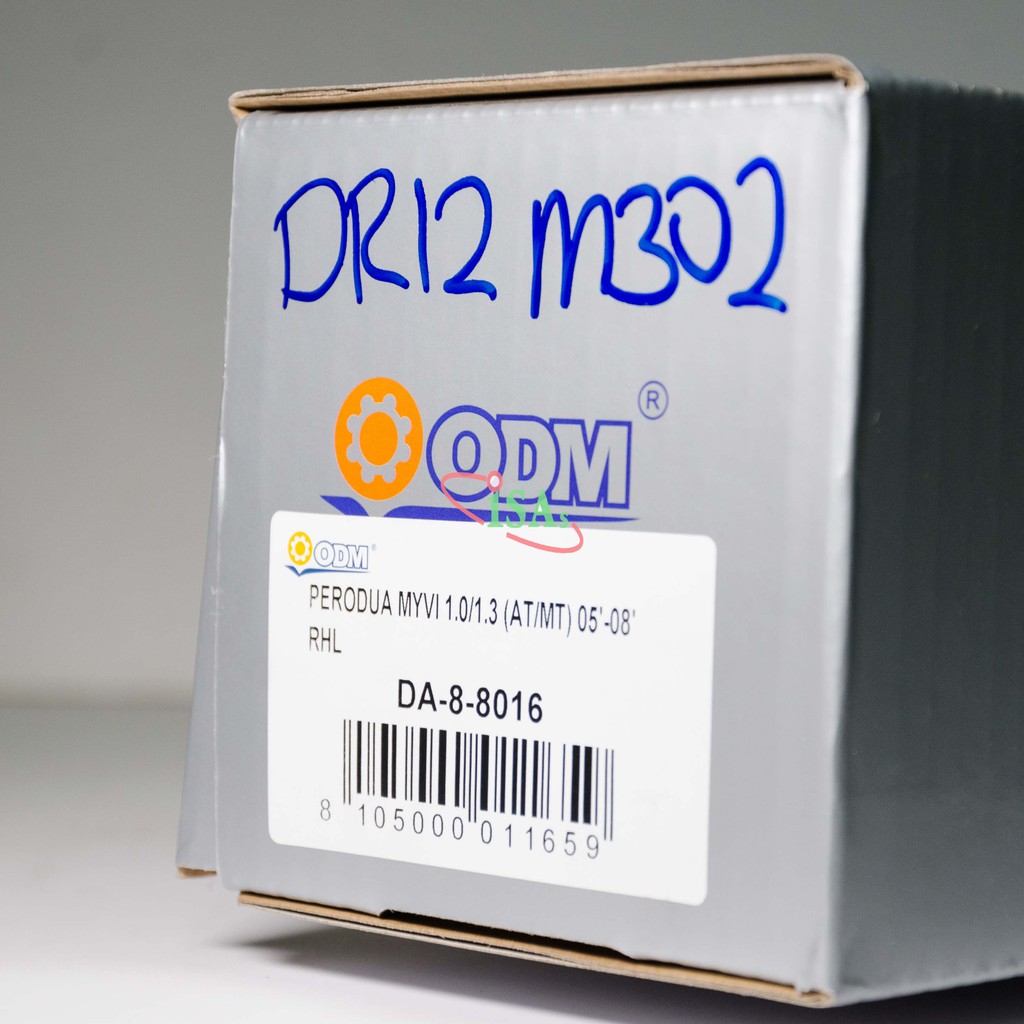 DR12 M302
ODM®
iSAs
ODM®
PERODUA MYVI 1.0/1.3 (AT/MT) 05'-08'
RHL
DA-8-8016
8 105000 011659